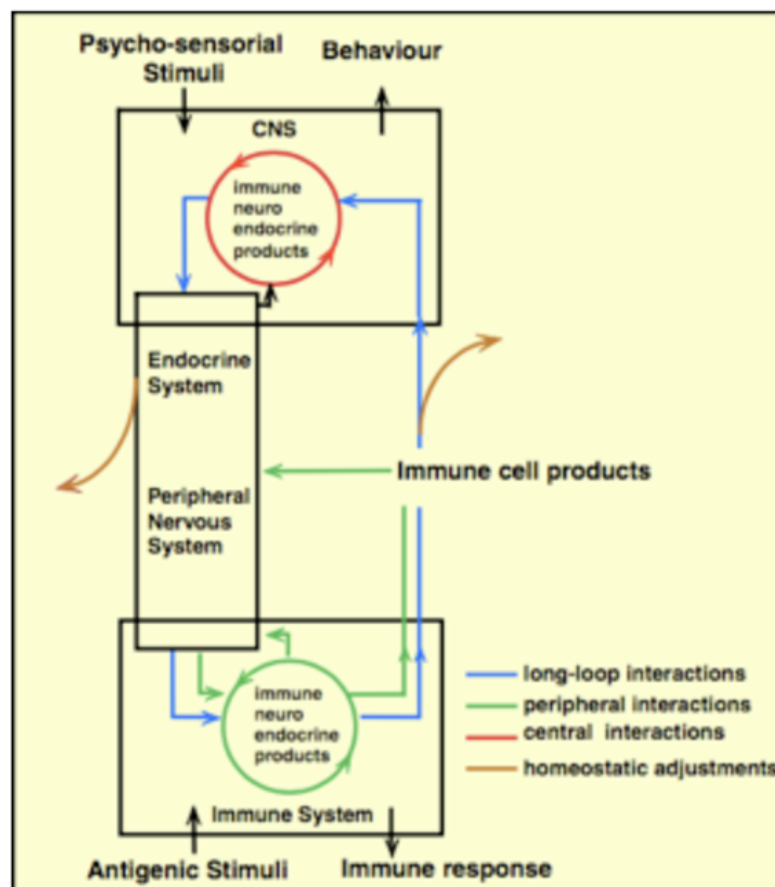 Psycho-sensorial
Stimuli
Behaviour
CNS
immune
neuro
endocrine
products
Endocrine
System
Immune cell products
Peripheral
Nervous
System
immune
neuro
endocrine
products
long-loop interactions
peripheral interactions
central interactions
homeostatic adjustments
Immune System
Antigenic Stimuli
Immune response